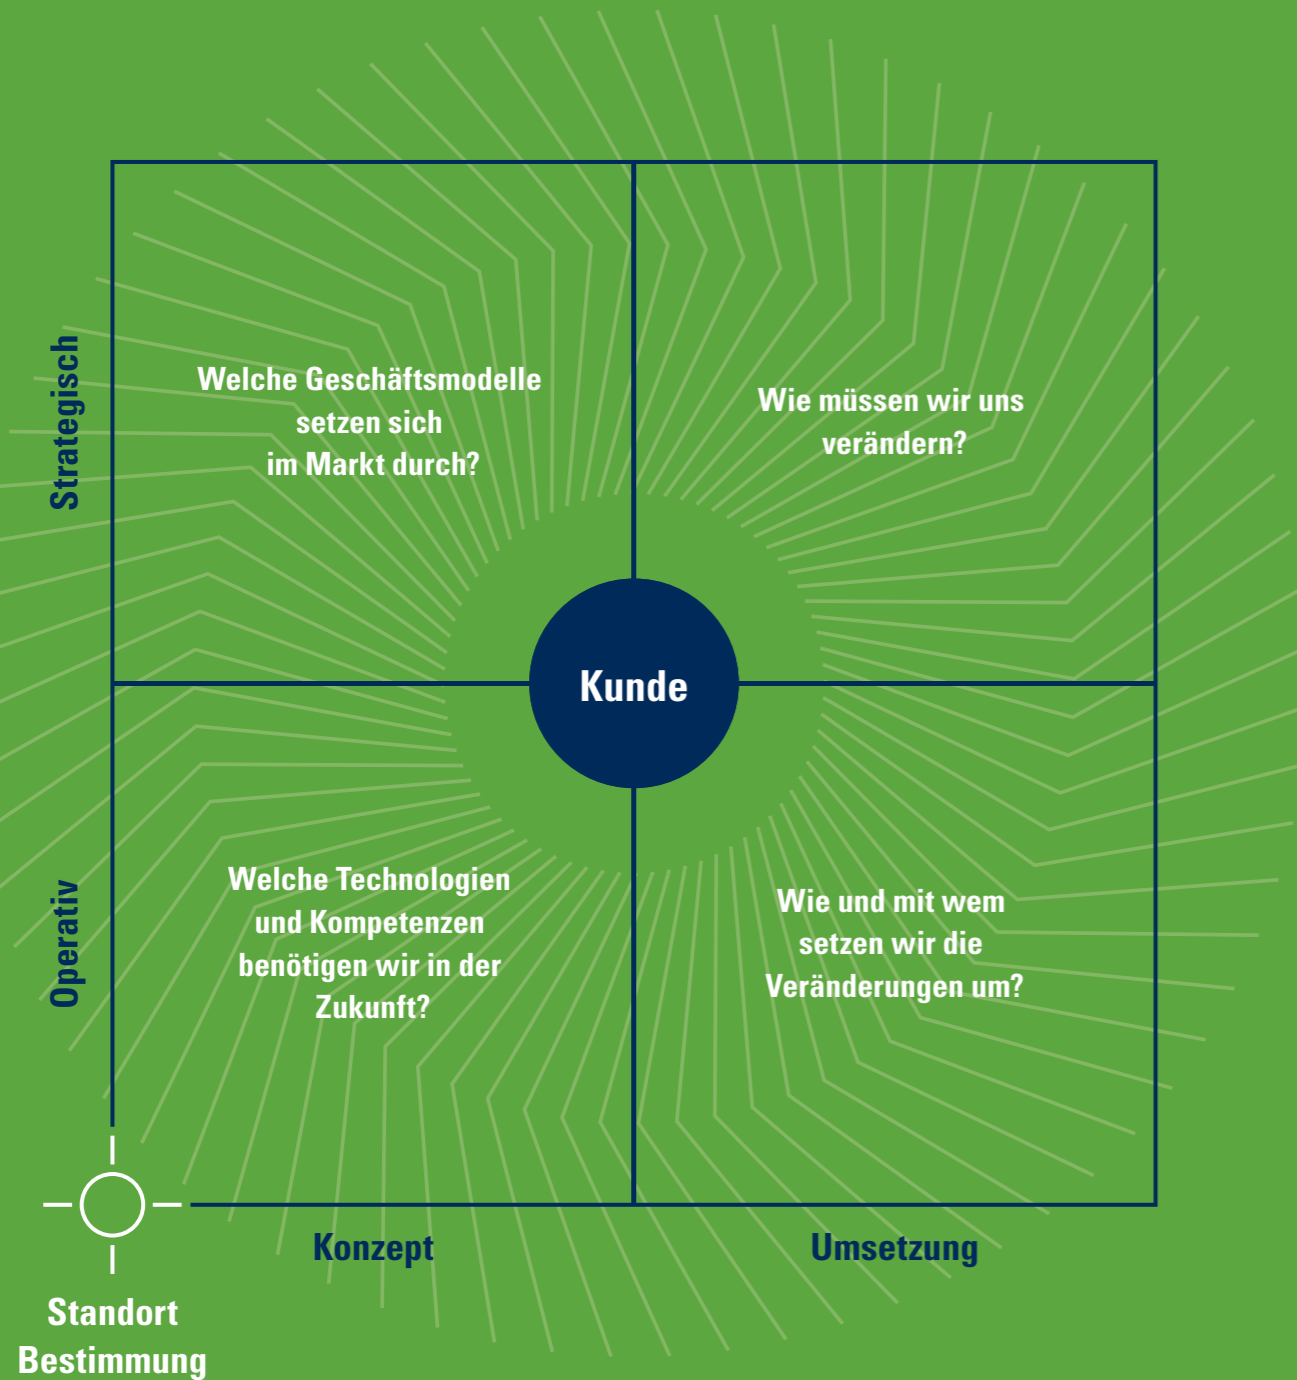 Strategisch
Welche Geschäftsmodelle
setzen sich
im Markt durch?
Wie müssen wir uns
verändern?
Kunde
Operativ
Welche Technologien
und Kompetenzen
benötigen wir in der
Zukunft?
Wie und mit wem
setzen wir die
Veränderungen um?
Konzept
Umsetzung
Standort
Bestimmung